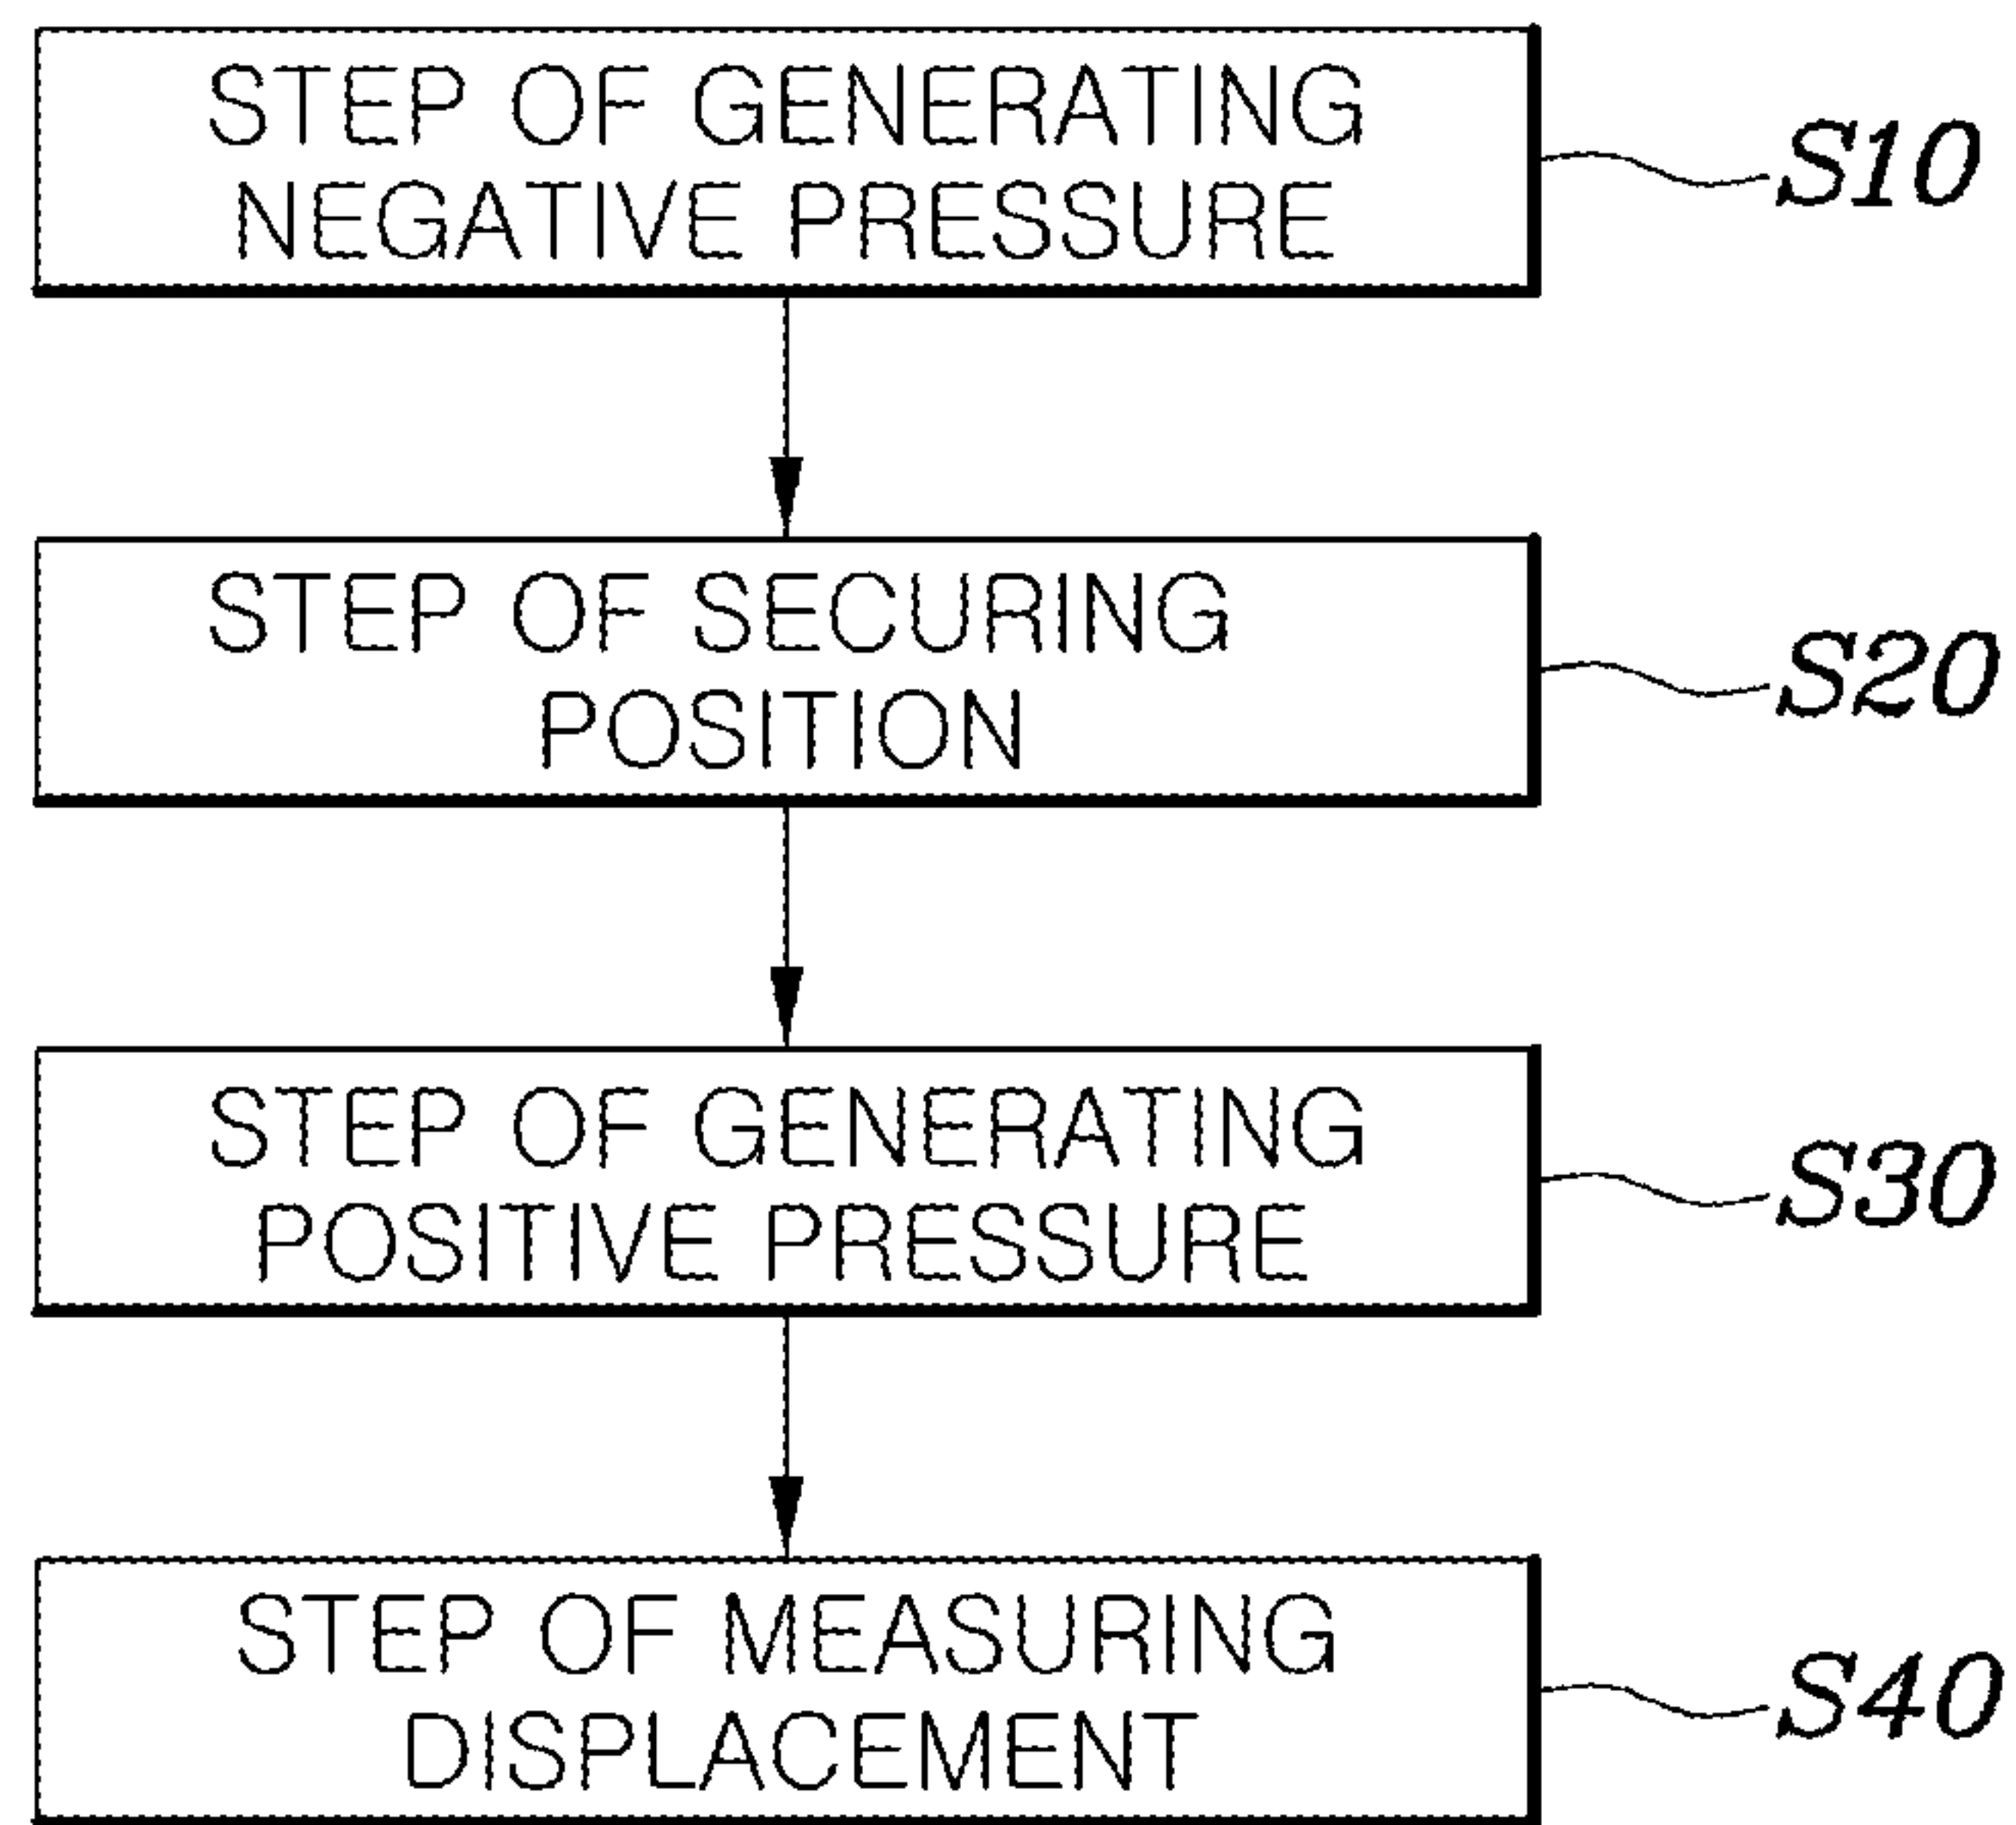 STEP OF GENERATING
NEGATIVE PRESSURE
S10
STEP OF SECURING
POSITION
S20
STEP OF GENERATING
POSITIVE PRESSURE
S30
STEP OF MEASURING
DISPLACEMENT
S40